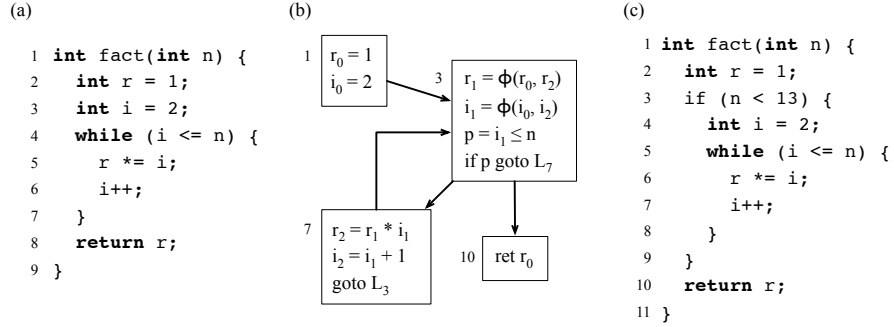 (a)
1 int fact(int n) {
2 int r = 1;
3 int i = 2;
4 while (i <= n) {
5 r *= i;
6 i++;
7 }
8 return r;
9 }
(b)
1
r₀ = 1
i₀ = 2
3
r₁ = ϕ(r₀, r₂)
i₁ = ϕ(i₀, i₂)
p = i₁ ≤ n
if p goto L₇
7
r₂ = r₁ * i₁
i₂ = i₁ + 1
goto L₃
10
ret r₀
(c)
1 int fact(int n) {
2 int r = 1;
3 if (n < 13) {
4 int i = 2;
5 while (i <= n) {
6 r *= i;
7 i++;
8 }
9 }
10 return r;
11 }